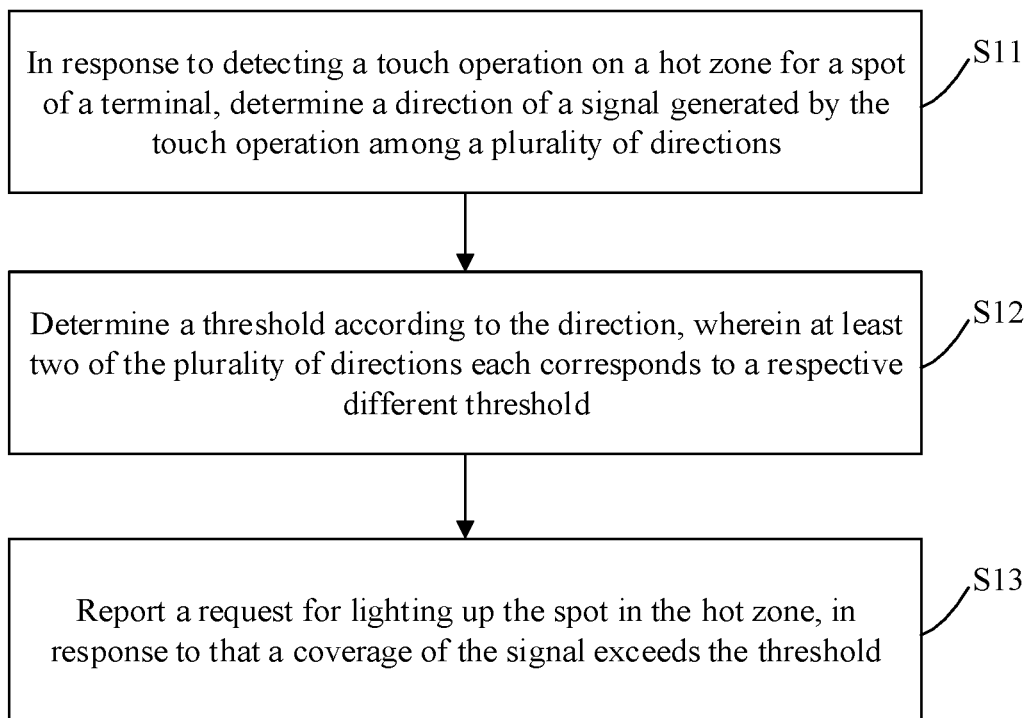 In response to detecting a touch operation on a hot zone for a spot
of a terminal, determine a direction of a signal generated by the
touch operation among a plurality of directions
S11
Determine a threshold according to the direction, wherein at least
two of the plurality of directions each corresponds to a respective
different threshold
S12
Report a request for lighting up the spot in the hot zone, in
response to that a coverage of the signal exceeds the threshold
S13